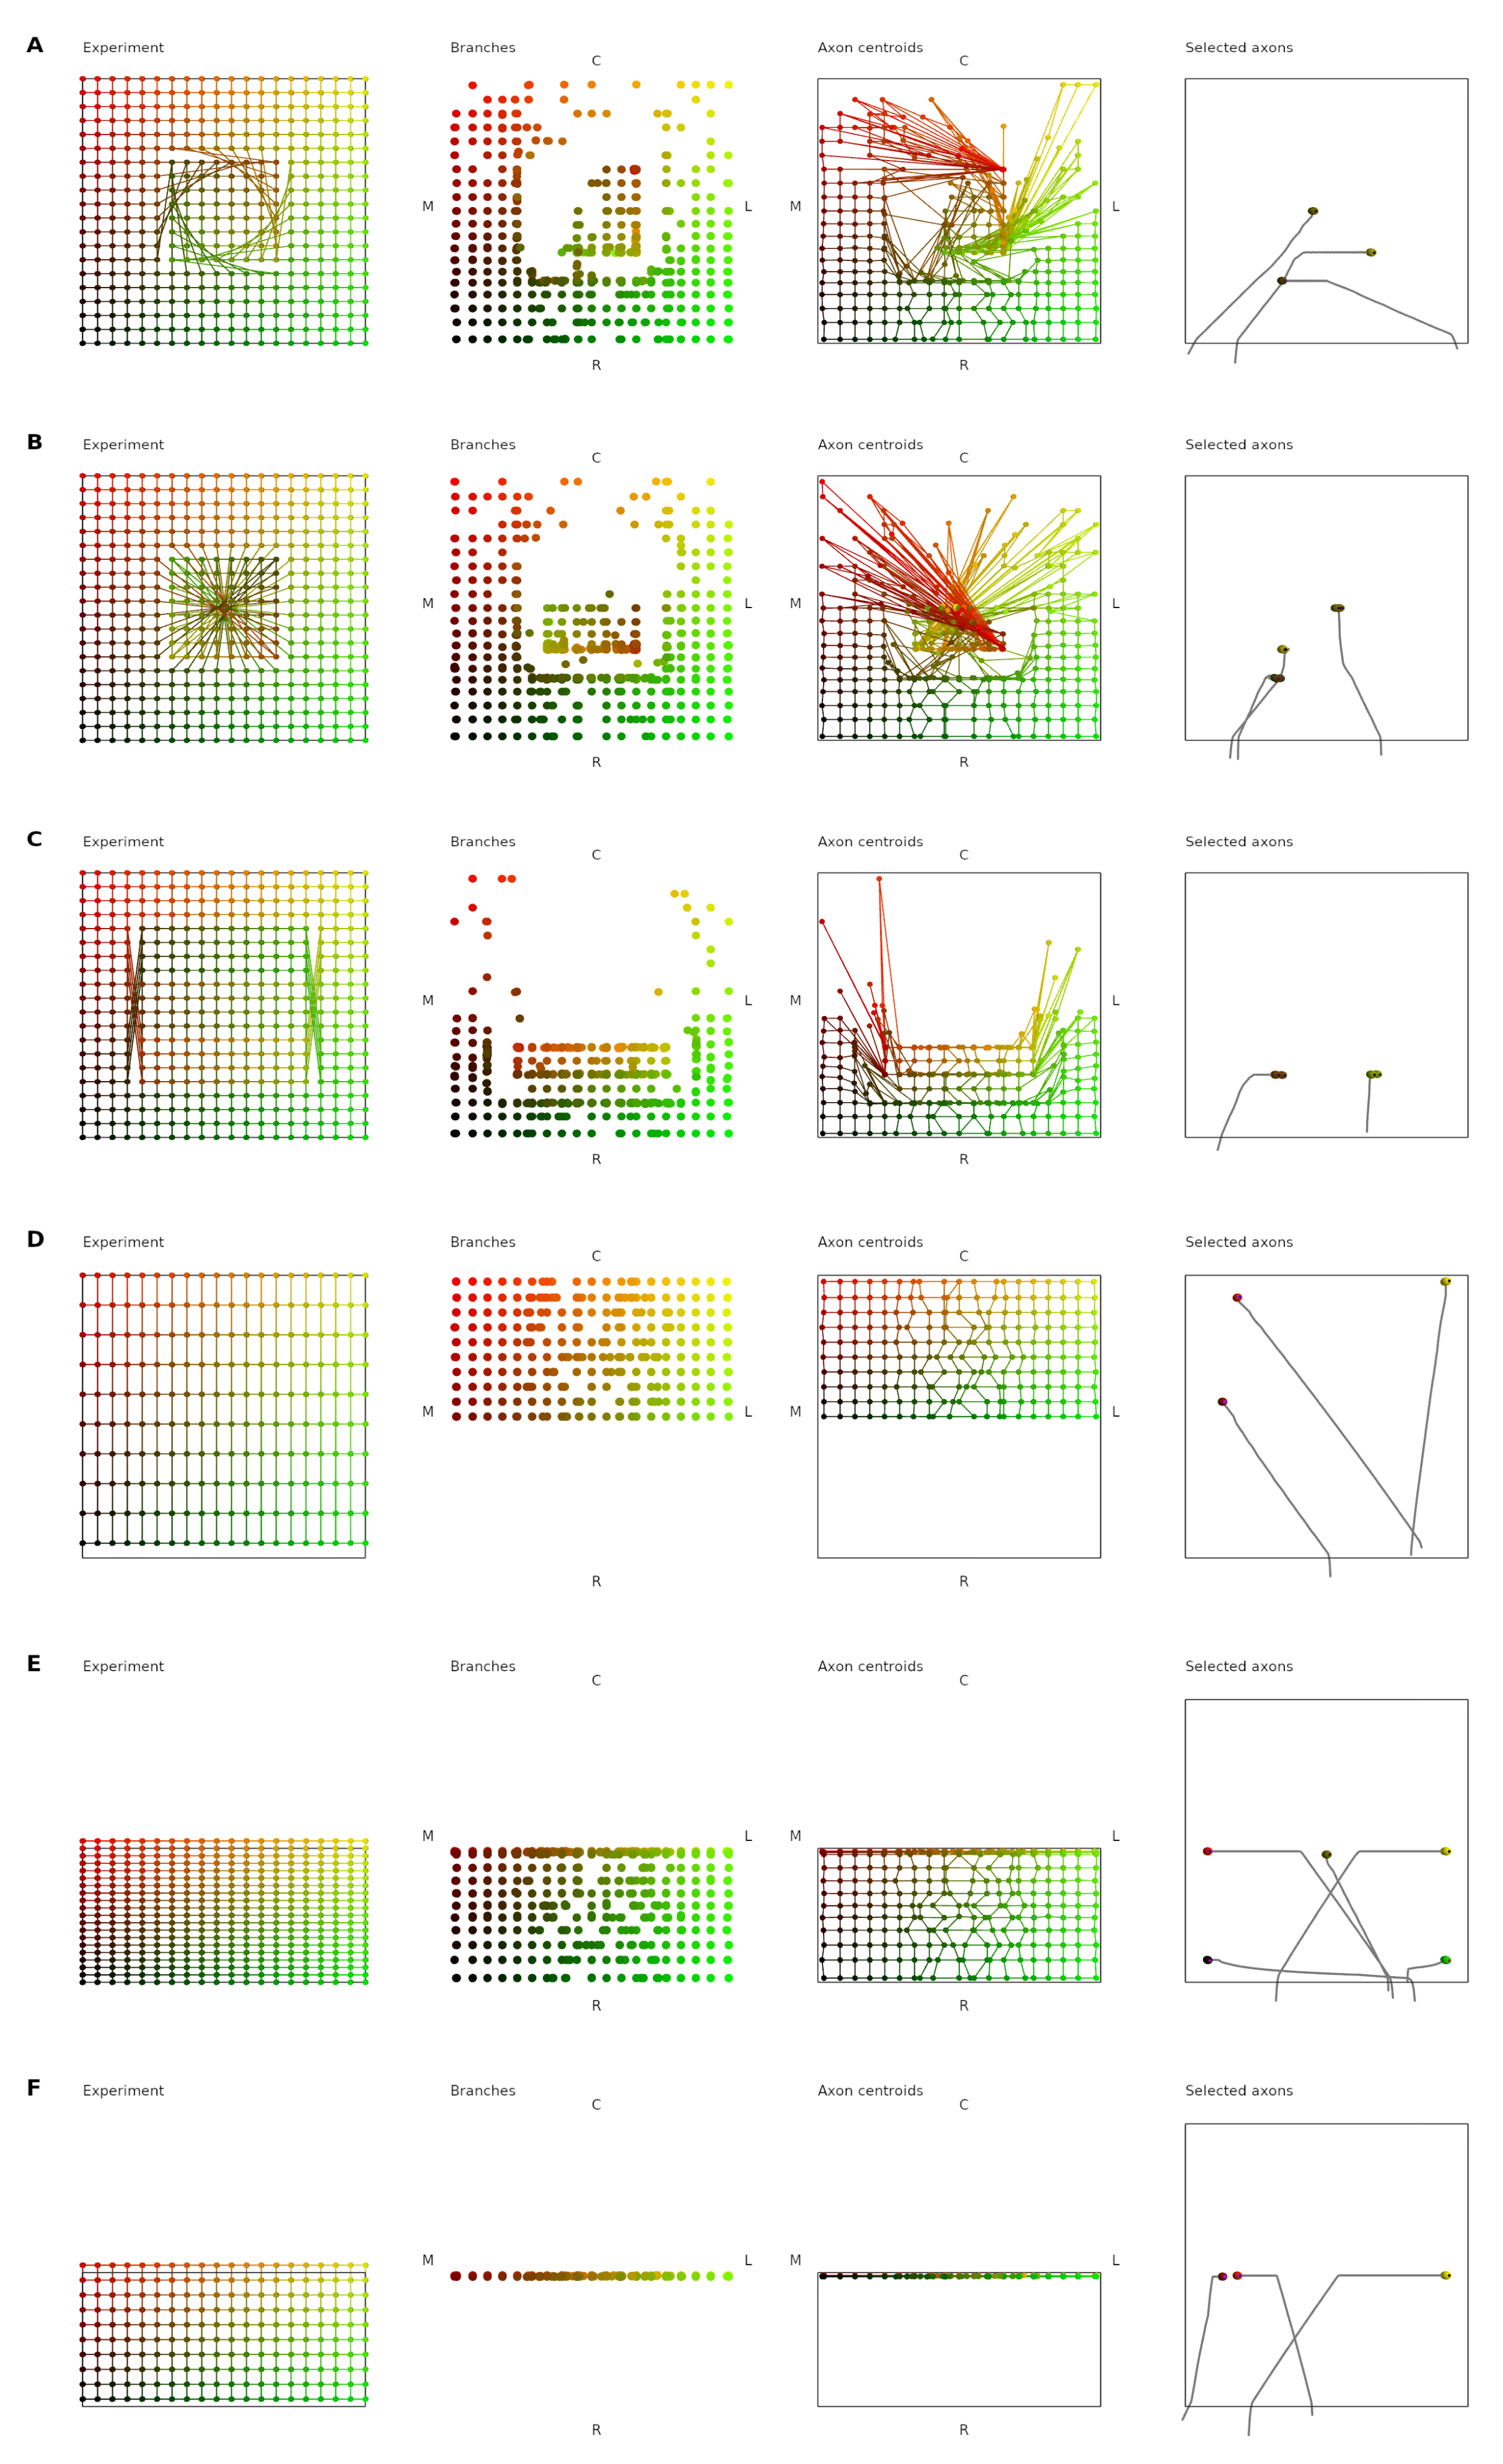 A Experiment Branches Axon centroids Selected axons
C C
M L M L
R R
B Experiment Branches Axon centroids Selected axons
C C
M L M L
R R
C Experiment Branches Axon centroids Selected axons
C C
M L M L
R R
D Experiment Branches Axon centroids Selected axons
C C
M L M L
R R
E Experiment Branches Axon centroids Selected axons
C C
M L M L
R R
F Experiment Branches Axon centroids Selected axons
C C
M L M L
R R